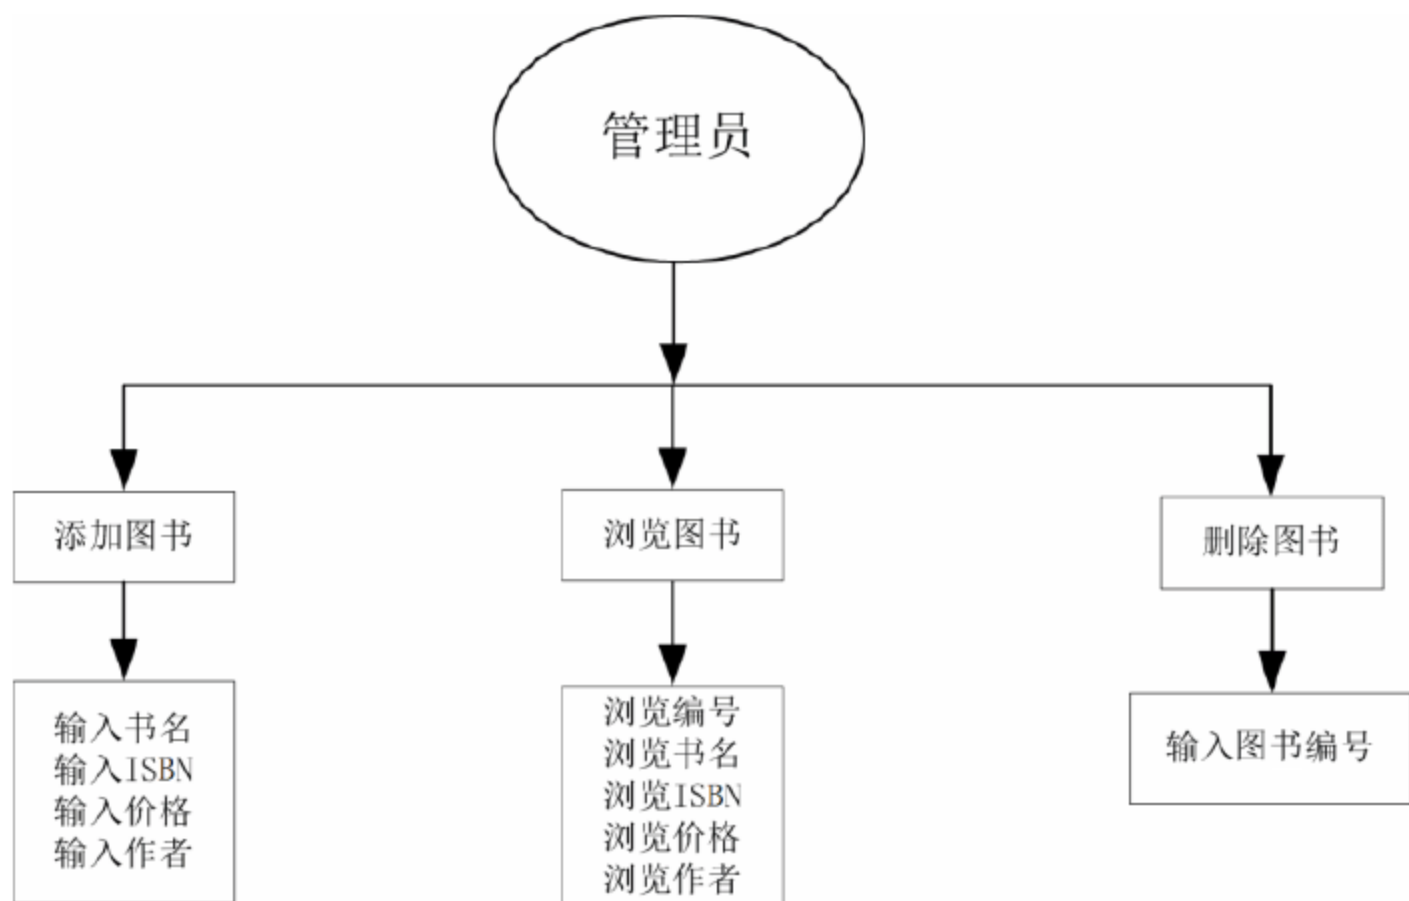 管理员
添加图书
浏览图书
删除图书
输入书名
输入ISBN
输入价格
输入作者
浏览编号
浏览书名
浏览ISBN
浏览价格
浏览作者
输入图书编号